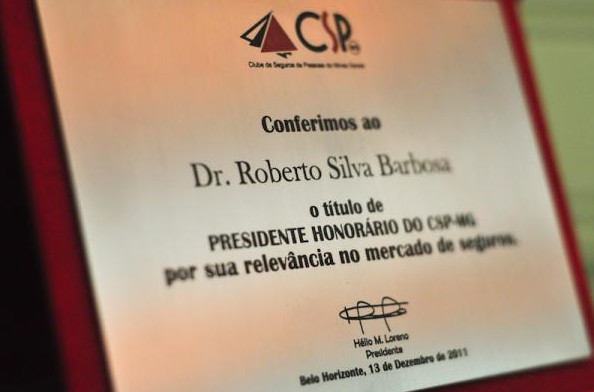 CSP MG
Clube de Seguros de Pessoas de Minas Gerais
Conferimos ao
Dr. Roberto Silva Barbosa
o título de
PRESIDENTE HONORÁRIO DO CSP-MG
por sua relevância no mercado de seguros.
Hélio M. Loreno
Presidente
Belo Horizonte, 13 de Dezembro de 2011